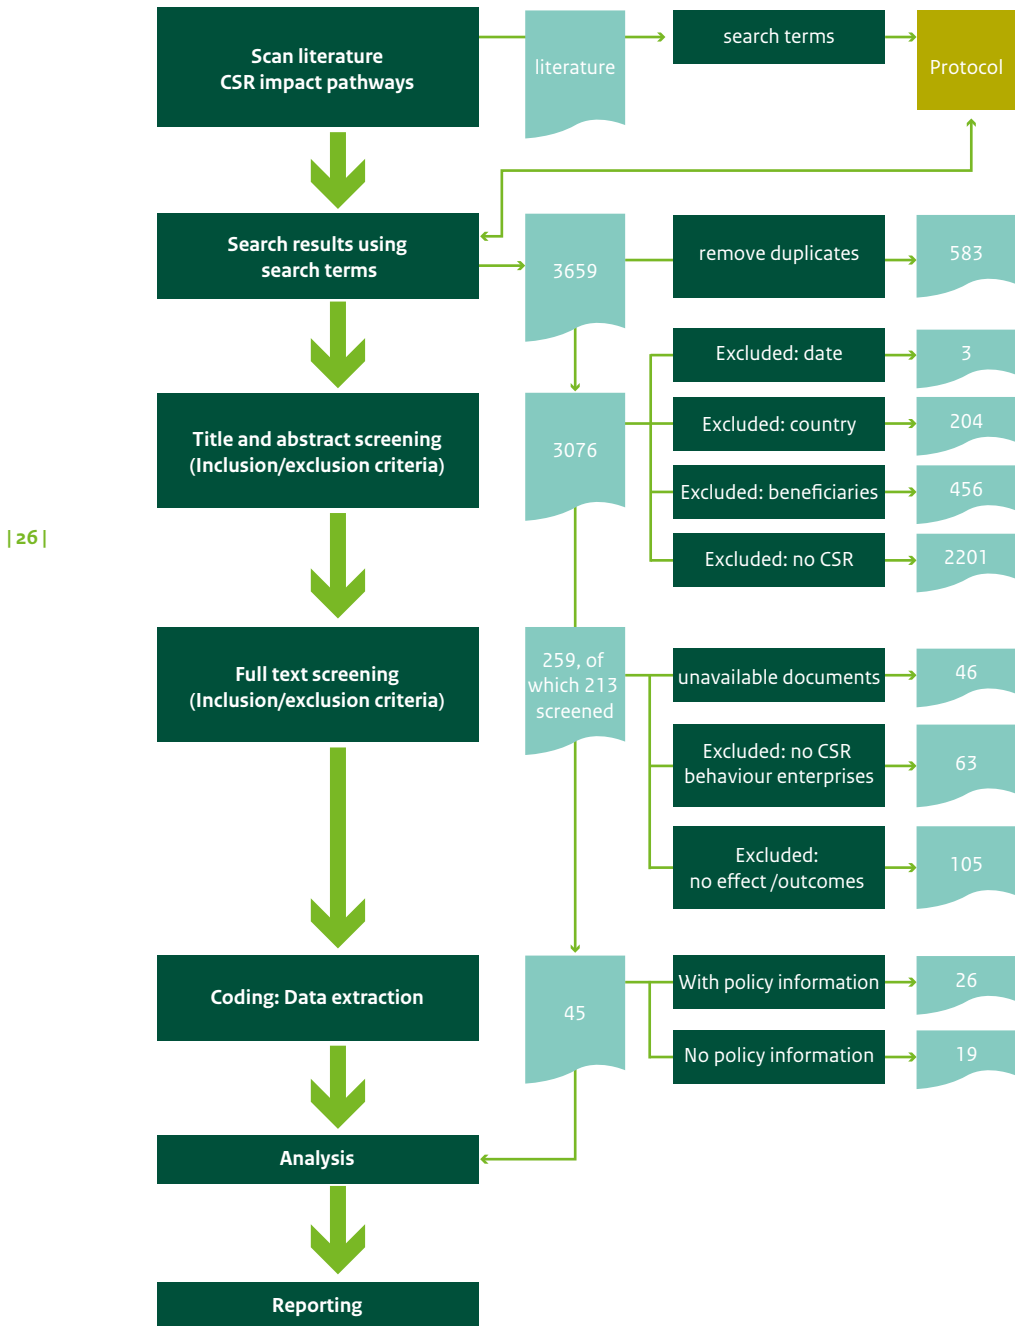 Scan literature
CSR impact pathways
literature
search terms
Protocol
Search results using
search terms
3659
remove duplicates
583
Title and abstract screening
(Inclusion/exclusion criteria)
3076
Excluded: date
3
Excluded: country
204
Excluded: beneficiaries
456
Excluded: no CSR
2201
| 26 |
Full text screening
(Inclusion/exclusion criteria)
259, of
which 213
screened
unavailable documents
46
Excluded: no CSR
behaviour enterprises
63
Excluded:
no effect /outcomes
105
Coding: Data extraction
45
With policy information
26
No policy information
19
Analysis
Reporting